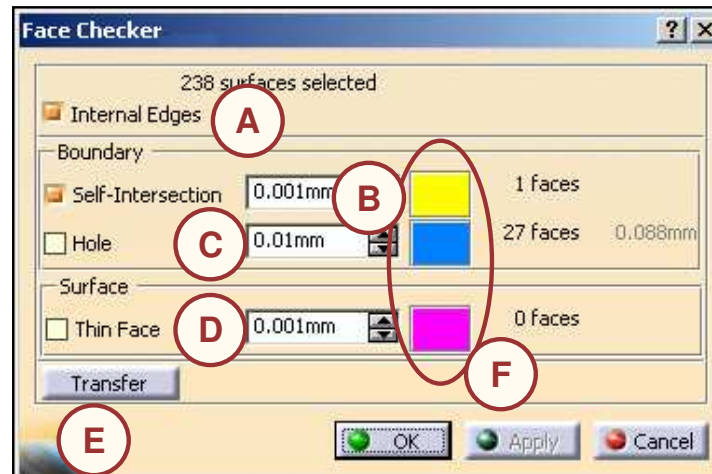 Face Checker
238 surfaces selected
Internal Edges A
Boundary
Self-Intersection 0.001mm B 1 faces
Hole C 0.01mm 27 faces 0.088mm
Surface
Thin Face D 0.001mm 0 faces
Transfer F
E OK Apply Cancel